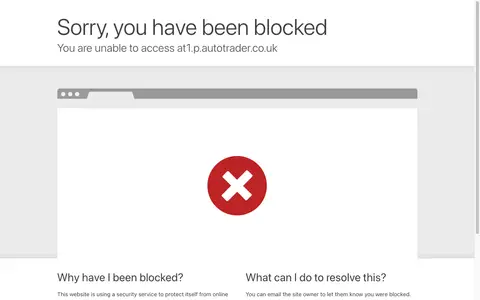 Sorry, you have been blocked
You are unable to access at1.p.autotrader.co.uk
Why have I been blocked?
This website is using a security service to protect itself from online
What can I do to resolve this?
You can email the site owner to let them know you were blocked.